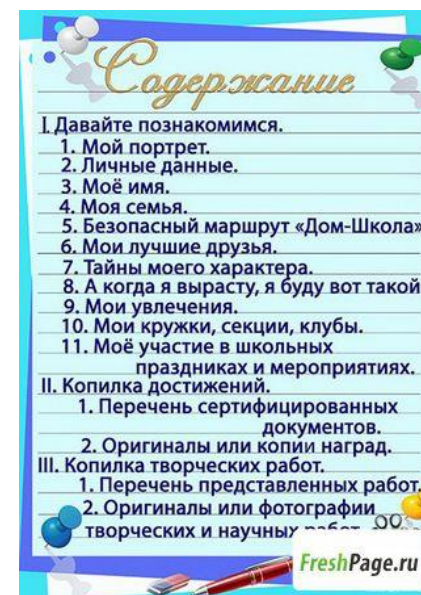 Содержание
I. Давайте познакомимся.
1. Мой портрет.
2. Личные данные.
3. Моё имя.
4. Моя семья.
5. Безопасный маршрут «Дом-Школа»
6. Мои лучшие друзья.
7. Тайны моего характера.
8. А когда я вырасту, я буду вот такой
9. Мои увлечения.
10. Мои кружки, секции, клубы.
11. Моё участие в школьных
праздниках и мероприятиях.
II. Копилка достижений.
1. Перечень сертифицированных
документов.
2. Оригиналы или копии наград.
III. Копилка творческих работ.
1. Перечень представленных работ.
2. Оригиналы или фотографии
творческих и научных работ.
FreshPage.ru